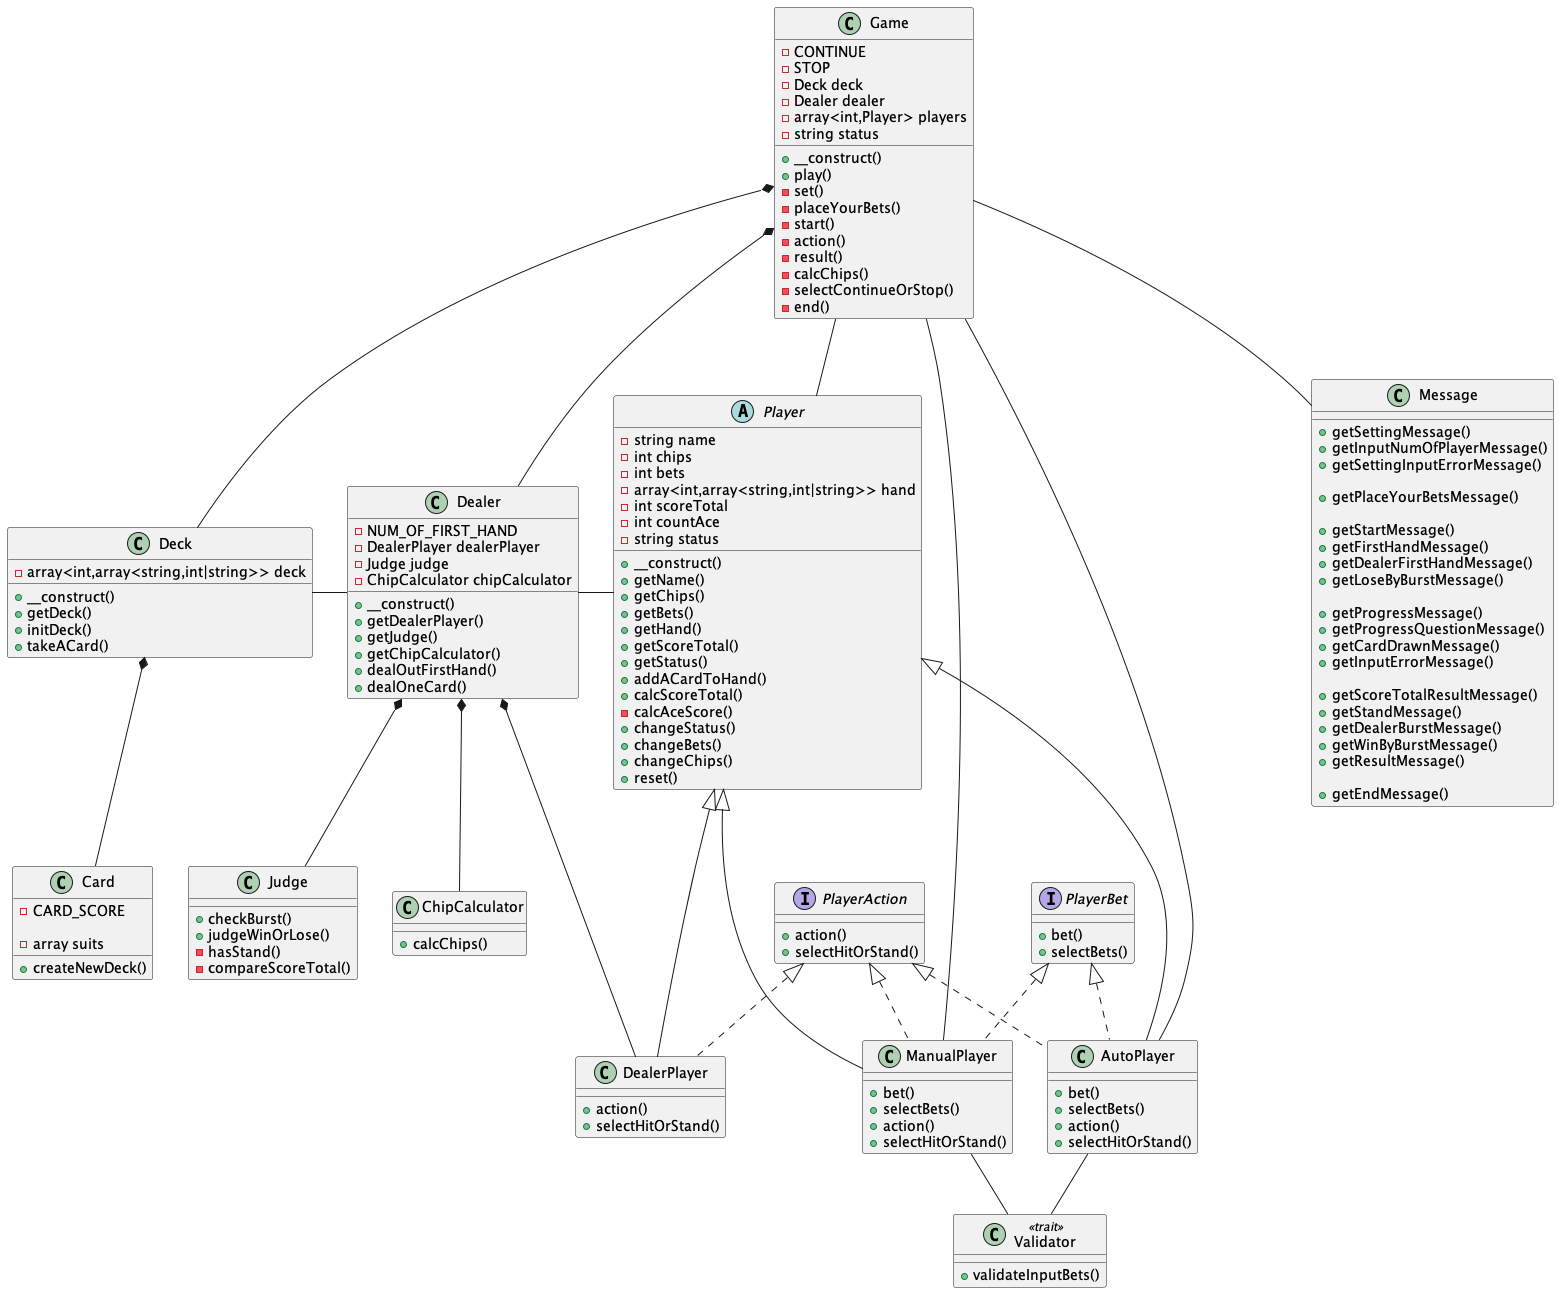 C Game
CONTINUE
STOP
Deck deck
Dealer dealer
array<int,Player> players
string status
__construct()
play()
set()
placeYourBets()
start()
action()
result()
calcChips()
selectContinueOrStop()
end()
A Player
string name
int chips
int bets
array<int,array<string,int|string>> hand
int scoreTotal
int countAce
string status
__construct()
getName()
getChips()
getBets()
getHand()
getScoreTotal()
getStatus()
addACardToHand()
calcScoreTotal()
calcAceScore()
changeStatus()
changeBets()
changeChips()
reset()
C Message
getSettingMessage()
getInputNumOfPlayerMessage()
getSettingInputErrorMessage()
getPlaceYourBetsMessage()
getStartMessage()
getFirstHandMessage()
getDealerFirstHandMessage()
getLoseByBurstMessage()
getProgressMessage()
getProgressQuestionMessage()
getCardDrawnMessage()
getInputErrorMessage()
getScoreTotalResultMessage()
getStandMessage()
getDealerBurstMessage()
getWinByBurstMessage()
getResultMessage()
getEndMessage()
C Dealer
NUM_OF_FIRST_HAND
DealerPlayer dealerPlayer
Judge judge
ChipCalculator chipCalculator
__construct()
getDealerPlayer()
getJudge()
getChipCalculator()
dealOutFirstHand()
dealOneCard()
C Deck
array<int,array<string,int|string>> deck
__construct()
getDeck()
initDeck()
takeACard()
C Card
CARD_SCORE
array suits
createNewDeck()
C Judge
checkBurst()
judgeWinOrLose()
hasStand()
compareScoreTotal()
C ChipCalculator
calcChips()
I PlayerAction
action()
selectHitOrStand()
I PlayerBet
bet()
selectBets()
C DealerPlayer
action()
selectHitOrStand()
C ManualPlayer
bet()
selectBets()
action()
selectHitOrStand()
C AutoPlayer
bet()
selectBets()
action()
selectHitOrStand()
«trait»
C Validator
validateInputBets()